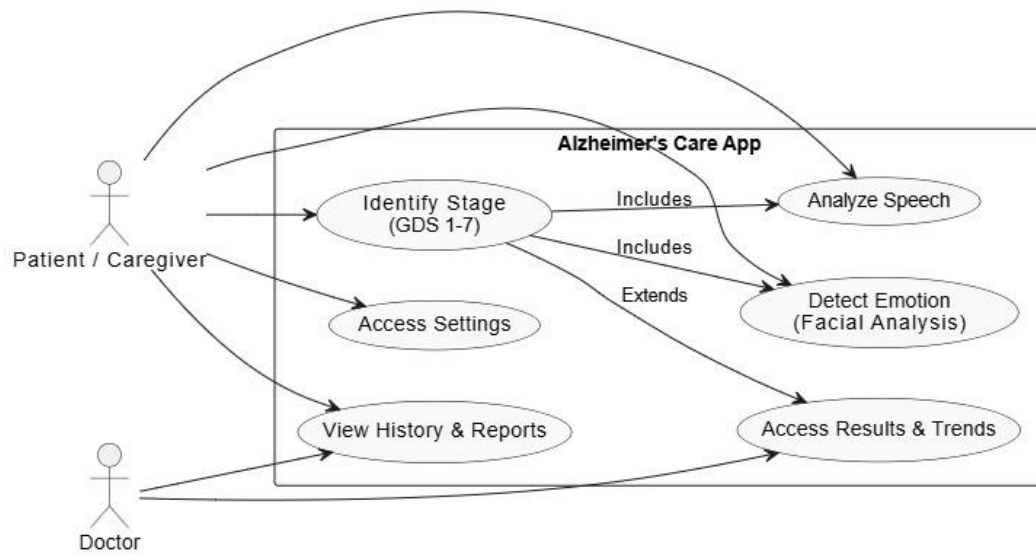 Alzheimer's Care App
Identify Stage
(GDS 1-7)
Includes
Analyze Speech
Patient / Caregiver
Includes
Extends
Detect Emotion
(Facial Analysis)
Access Settings
View History & Reports
Access Results & Trends
Doctor